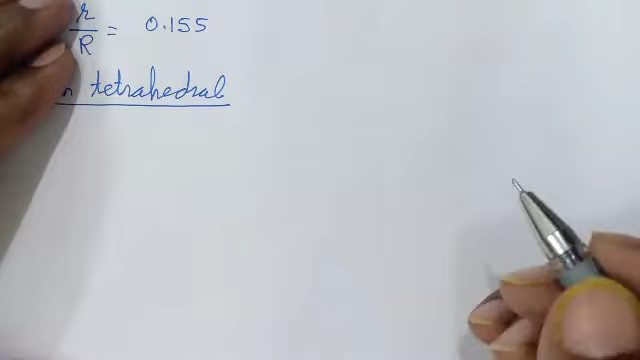 r/R = 0.155
n tetrahedral